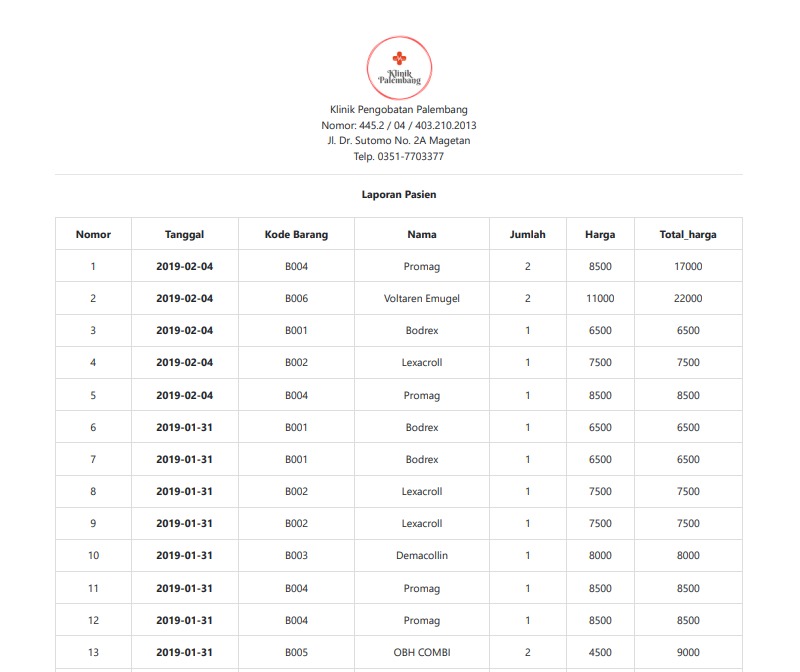 Klinik
Palembang
Klinik Pengobatan Palembang
Nomor: 445.2 / 04 / 403.210.2013
Jl. Dr. Sutomo No. 2A Magetan
Telp. 0351-7703377
Laporan Pasien
Nomor Tanggal Kode Barang Nama Jumlah Harga Total_harga
1 2019-02-04 B004 Promag 2 8500 17000
2 2019-02-04 B006 Voltaren Emugel 2 11000 22000
3 2019-02-04 B001 Bodrex 1 6500 6500
4 2019-02-04 B002 Lexacroll 1 7500 7500
5 2019-02-04 B004 Promag 1 8500 8500
6 2019-01-31 B001 Bodrex 1 6500 6500
7 2019-01-31 B001 Bodrex 1 6500 6500
8 2019-01-31 B002 Lexacroll 1 7500 7500
9 2019-01-31 B002 Lexacroll 1 7500 7500
10 2019-01-31 B003 Demacollin 1 8000 8000
11 2019-01-31 B004 Promag 1 8500 8500
12 2019-01-31 B004 Promag 1 8500 8500
13 2019-01-31 B005 OBH COMBI 2 4500 9000